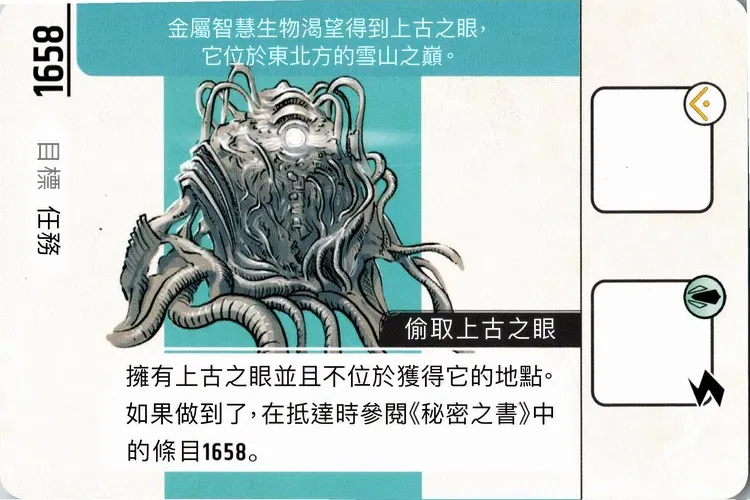 金屬智慧生物渴望得到上古之眼，
它位於東北方的雪山之巔。
1658
目標 任務
偷取上古之眼
擁有上古之眼並且不位於獲得它的地點。
如果做到了，在抵達時參閱《秘密之書》中
的條目1658。